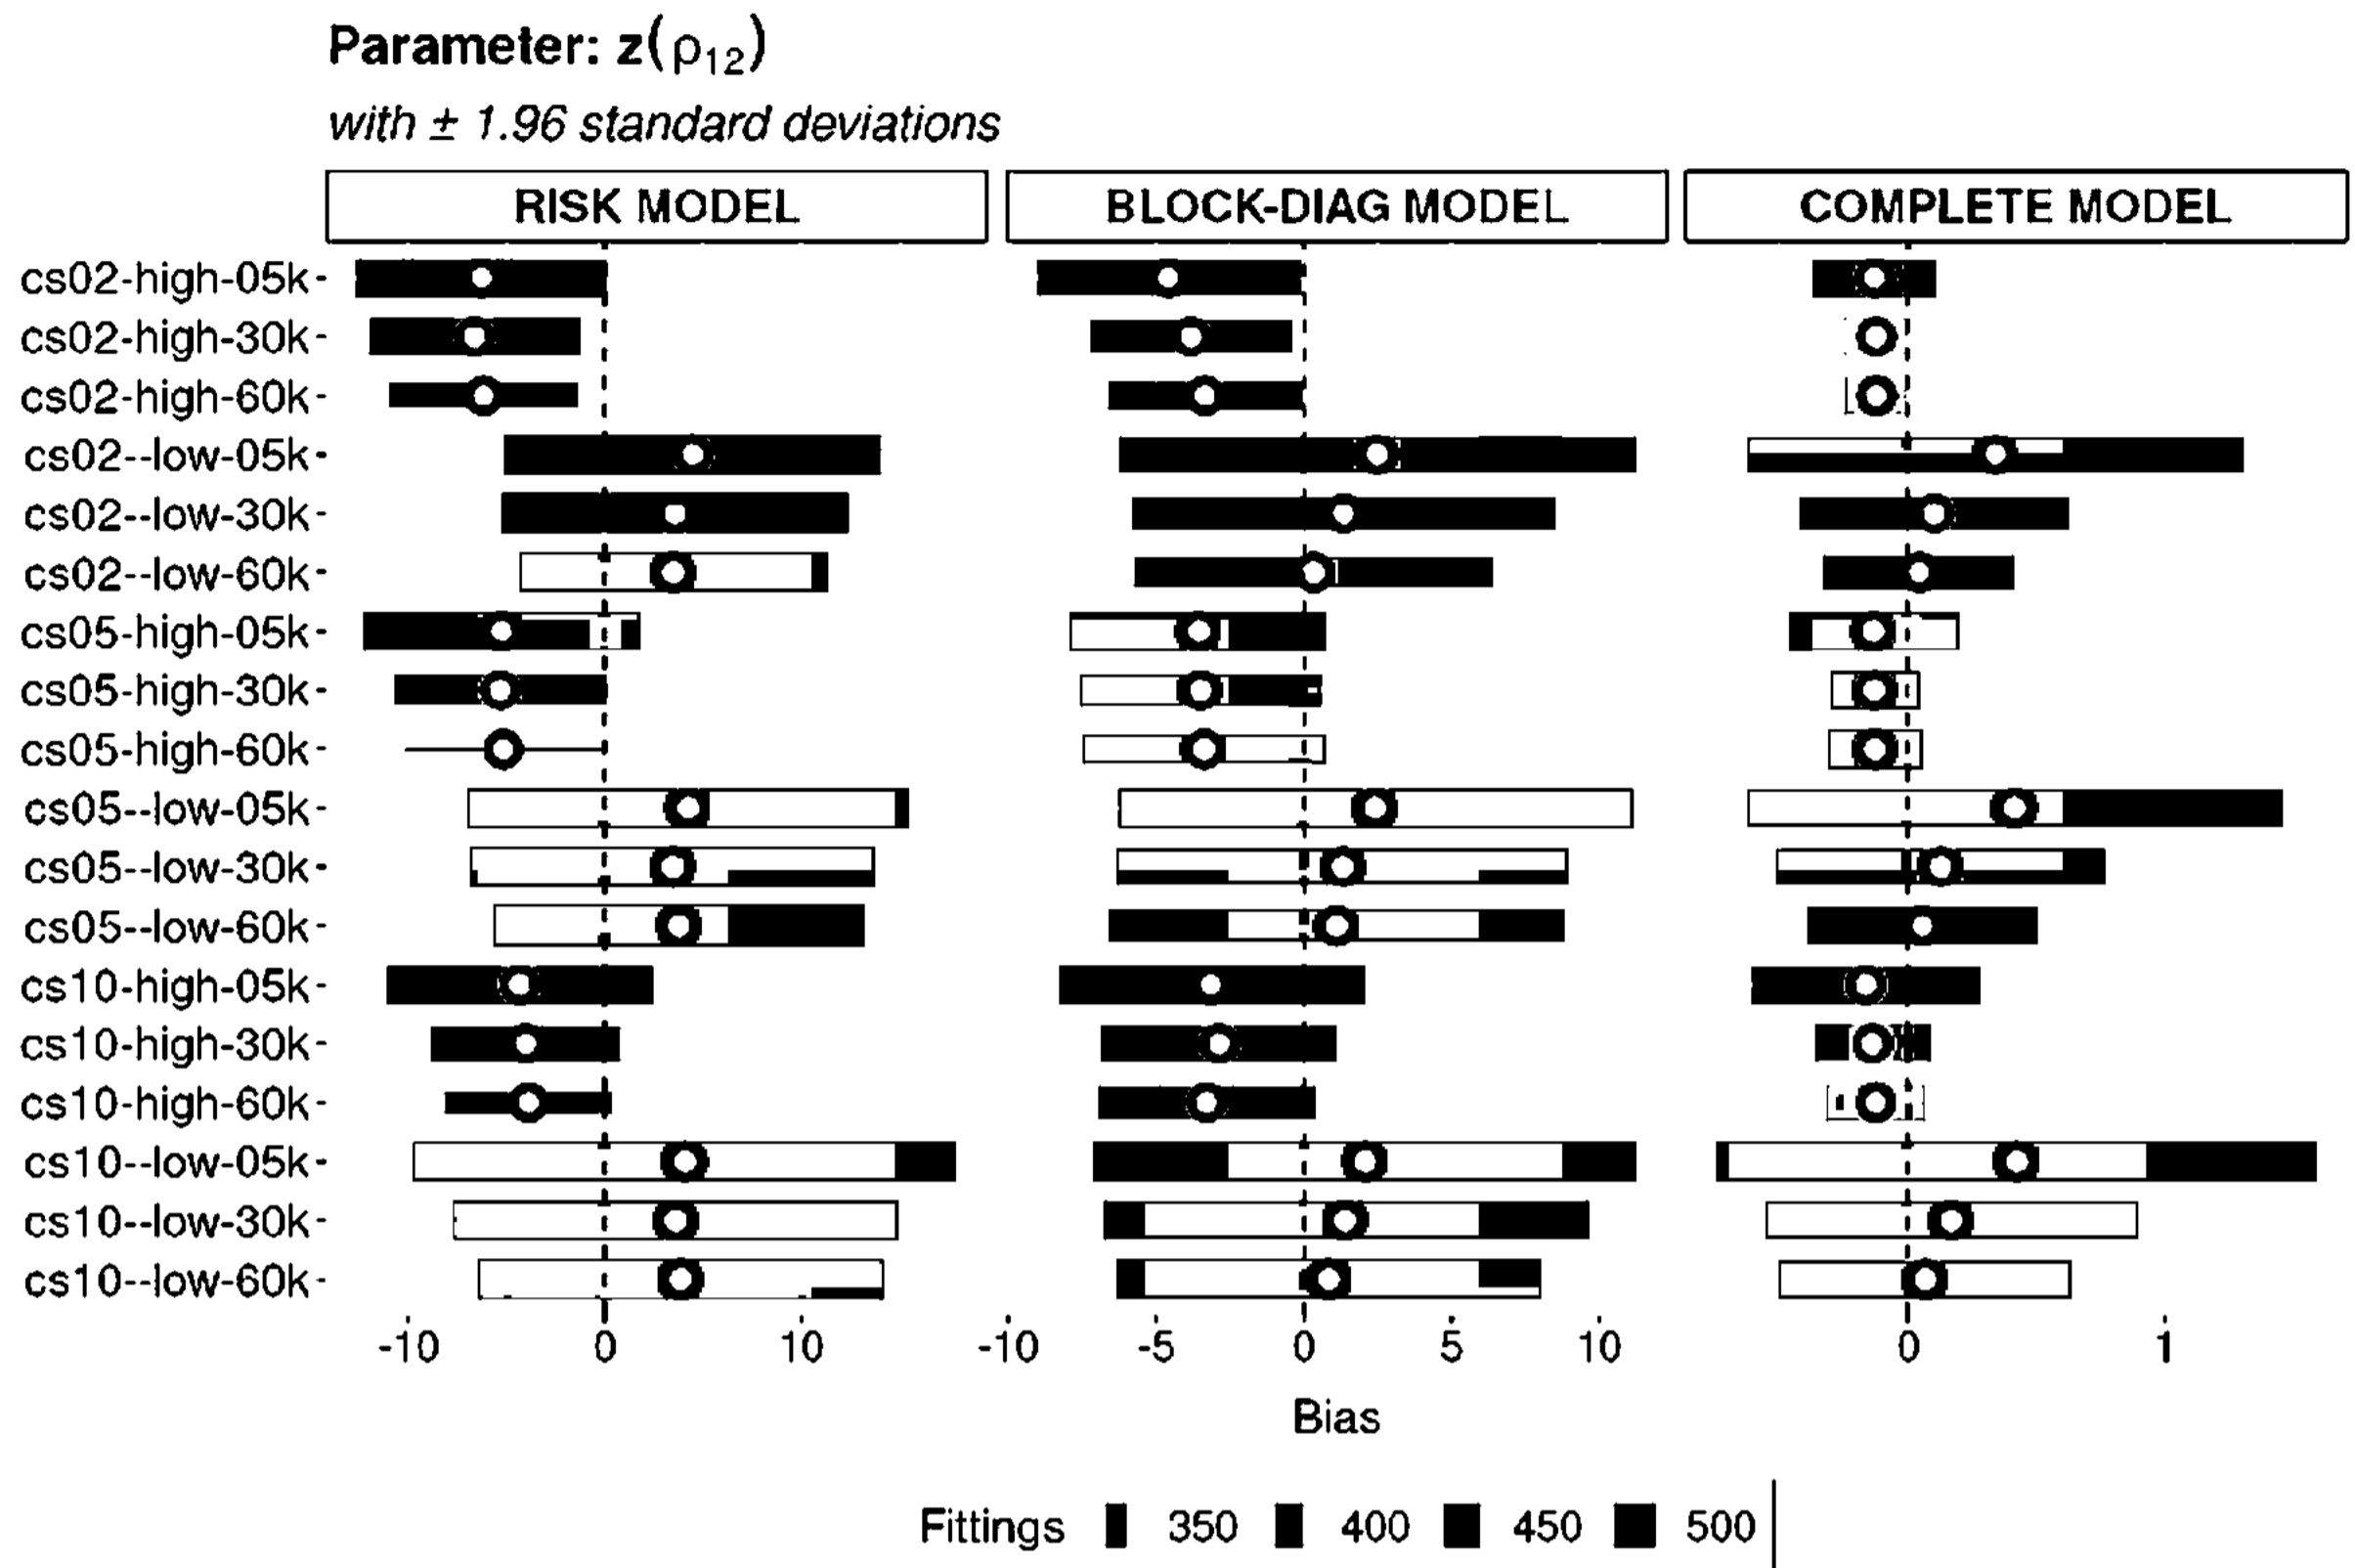 Parameter: z(ρ12)
with ± 1.96 standard deviations
RISK MODEL BLOCK-DIAG MODEL COMPLETE MODEL
cs02-high-05k
cs02-high-30k
cs02-high-60k
cs02--low-05k
cs02--low-30k
cs02--low-60k
cs05-high-05k
cs05-high-30k
cs05-high-60k
cs05--low-05k
cs05--low-30k
cs05--low-60k
cs10-high-05k
cs10-high-30k
cs10-high-60k
cs10--low-05k
cs10--low-30k
cs10--low-60k
-10 0 10 -10 -5 0 5 10 0 1
Bias
Fittings 350 400 450 500